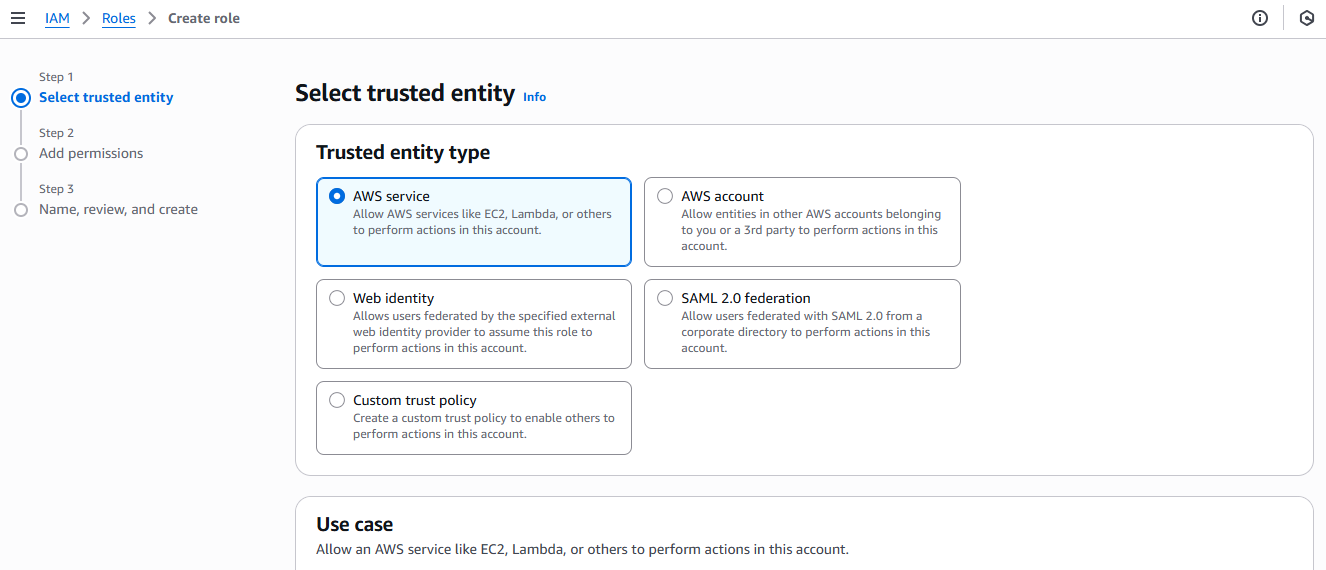 IAM > Roles > Create role
Step 1
Select trusted entity
Step 2
Add permissions
Step 3
Name, review, and create
Select trusted entity Info
Trusted entity type
AWS service
Allow AWS services like EC2, Lambda, or others
to perform actions in this account.
AWS account
Allow entities in other AWS accounts belonging
to you or a 3rd party to perform actions in this
account.
Web identity
Allows users federated by the specified external
web identity provider to assume this role to
perform actions in this account.
SAML 2.0 federation
Allow users federated with SAML 2.0 from a
corporate directory to perform actions in this
account.
Custom trust policy
Create a custom trust policy to enable others to
perform actions in this account.
Use case
Allow an AWS service like EC2, Lambda, or others to perform actions in this account.